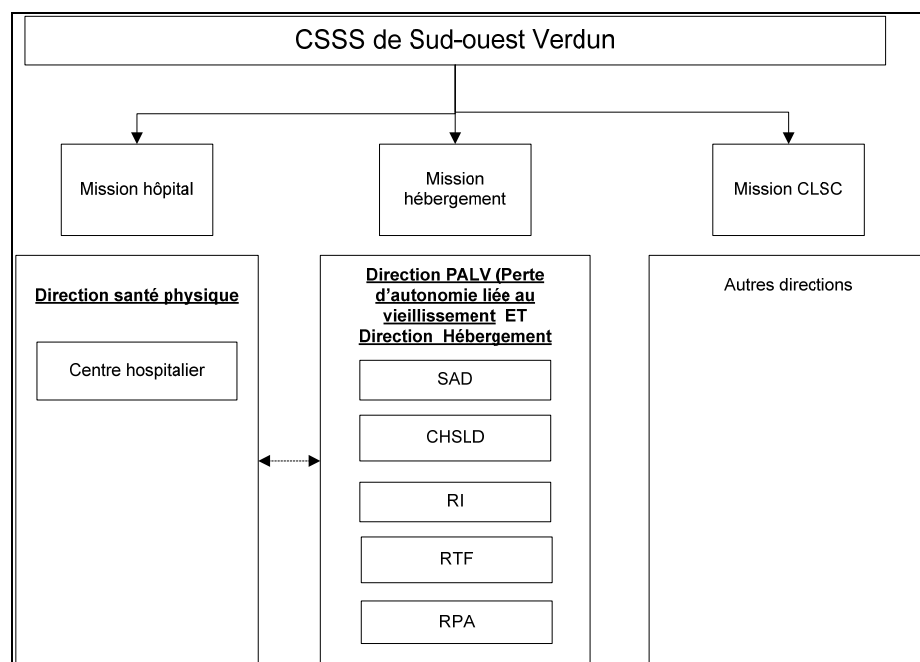 CSSS de Sud-ouest Verdun
Mission hôpital
Mission
hébergement
Mission CLSC
Direction santé physique
Centre hospitalier
Direction PALV (Perte
d'autonomie liée au
vieillissement ET
Direction Hébergement
SAD
CHSLD
RI
RTF
RPA
Autres directions